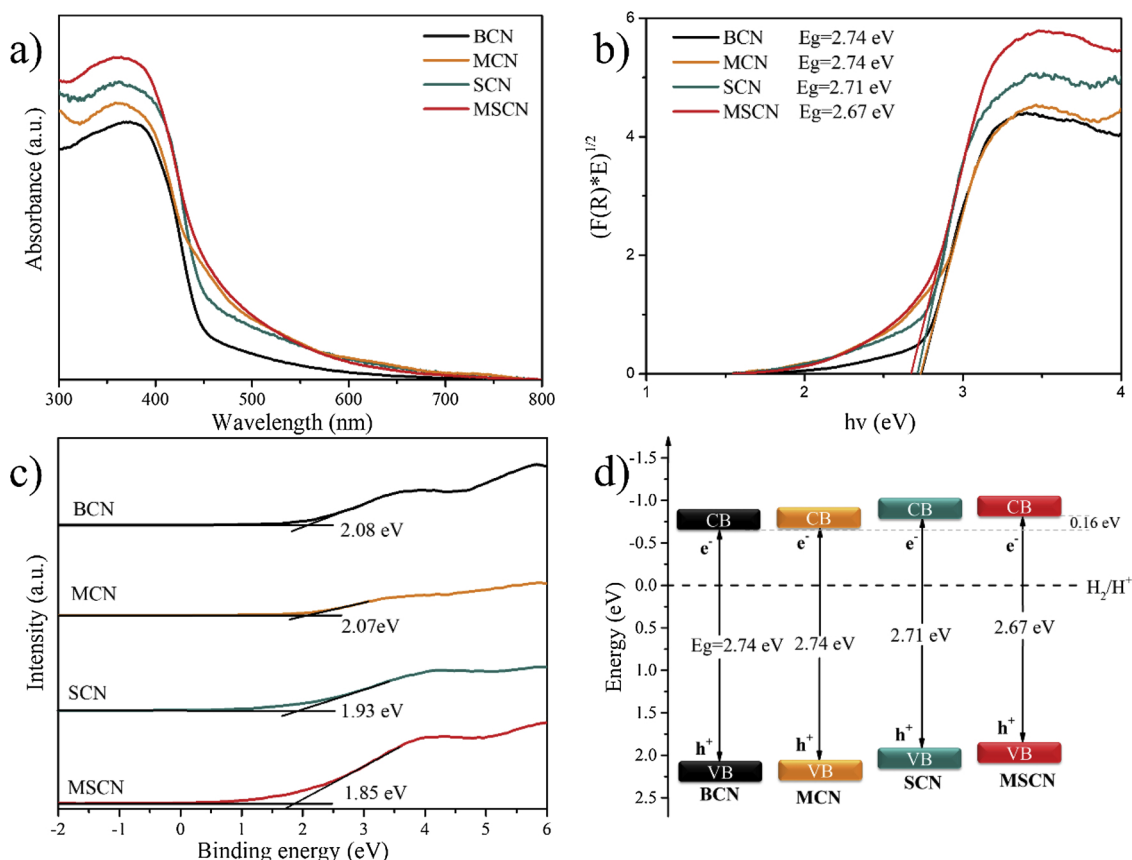 a)
BCN
MCN
SCN
MSCN
Absorbance (a.u.)
300 400 500 600 700 800
Wavelength (nm)
b)
BCN Eg=2.74 eV
MCN Eg=2.74 eV
SCN Eg=2.71 eV
MSCN Eg=2.67 eV
(F(R)*E)^1/2
6
4
2
0
1 2 3 4
hν (eV)
c)
BCN
2.08 eV
MCN
2.07eV
SCN
1.93 eV
MSCN
1.85 eV
Intensity (a.u.)
-2 -1 0 1 2 3 4 5 6
Binding energy (eV)
d)
Energy (eV)
-1.5
-1.0
-0.5
0.0
0.5
1.0
1.5
2.0
2.5
CB CB CB CB
0.16 eV
e- e- e- e-
H2/H+
Eg=2.74 eV 2.74 eV 2.71 eV 2.67 eV
h+ h+ h+ h+
VB VB VB VB
BCN MCN SCN MSCN